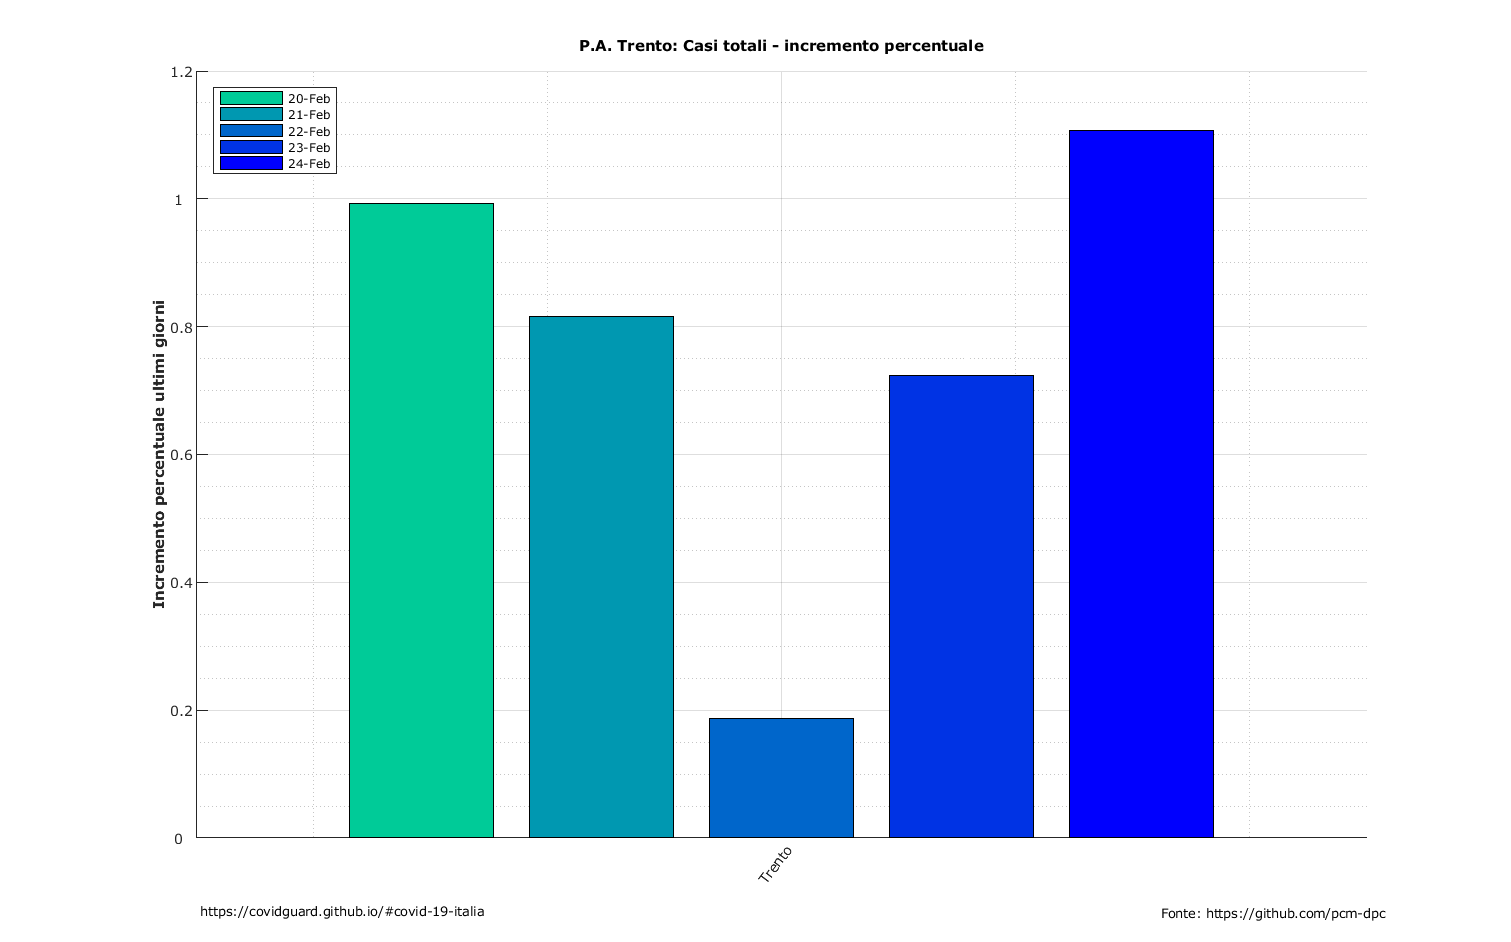 P.A. Trento: Casi totali - incremento percentuale
1.2
1
0.8
0.6
0.4
0.2
0
Incremento percentuale ultimi giorni
20-Feb
21-Feb
22-Feb
23-Feb
24-Feb
Trento
https://covidguard.github.io/#covid-19-italia
Fonte: https://github.com/pcm-dpc